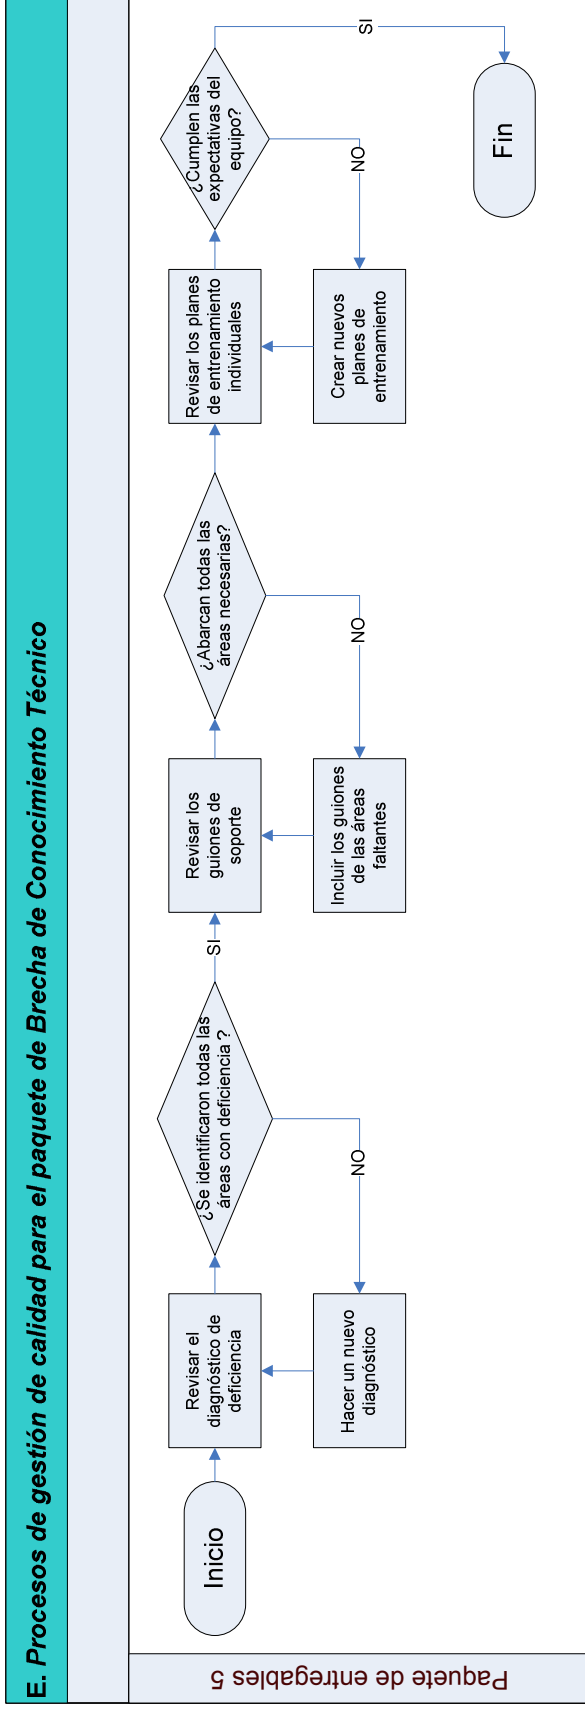 E. Procesos de gestión de calidad para el paquete de Brecha de Conocimiento Técnico
Paquete de entregables 5
Inicio
Revisar el
diagnóstico de
deficiencia
¿Se identificaron todas las
áreas con deficiencia ?
SI
NO
Hacer un nuevo
diagnóstico
Revisar los
guiones de
soporte
¿Abarcan todas las
áreas necesarias?
NO
Incluir los guiones
de las áreas
faltantes
Revisar los planes
de entrenamiento
individuales
¿Cumplen las
expectativas del
equipo?
NO
Crear nuevos
planes de
entrenamiento
SI
Fin